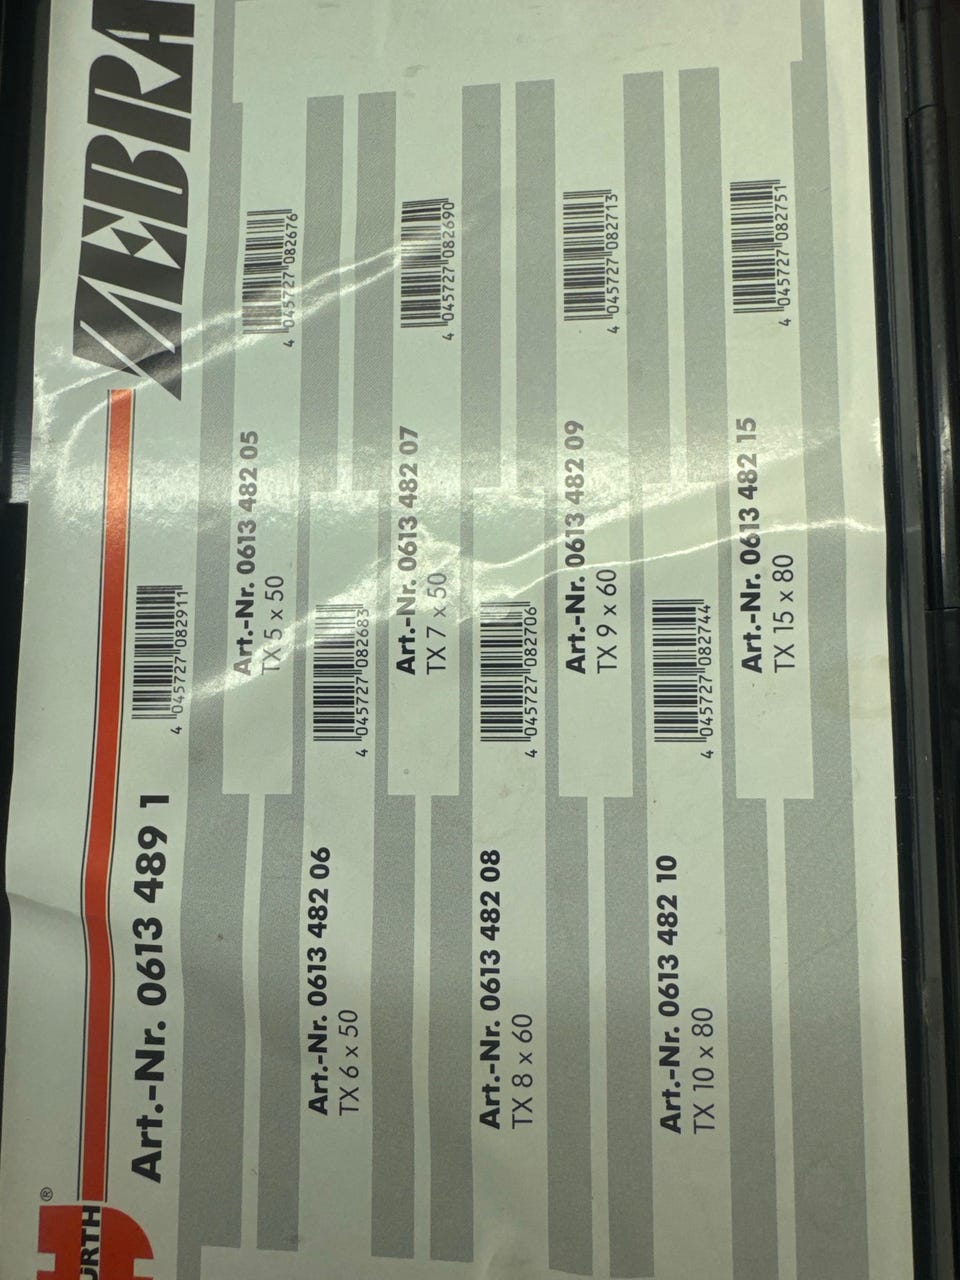 ÜRTH
®
ZEBRA
Art.-Nr. 0613 489 1
4 045727 082911
Art.-Nr. 0613 482 05
TX 5 x 50
4 045727 082676
Art.-Nr. 0613 482 06
TX 6 x 50
4 045727 082683
Art.-Nr. 0613 482 07
TX 7 x 50
4 045727 082690
Art.-Nr. 0613 482 08
TX 8 x 60
4 045727 082706
Art.-Nr. 0613 482 09
TX 9 x 60
4 045727 082713
Art.-Nr. 0613 482 10
TX 10 x 80
4 045727 082744
Art.-Nr. 0613 482 15
TX 15 x 80
4 045727 082751